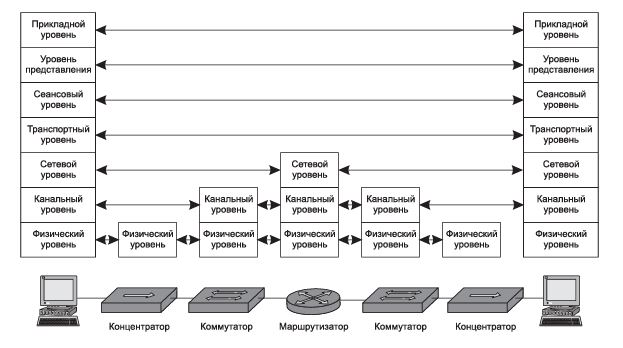 Прикладной
уровень
Прикладной
уровень
Уровень
представления
Уровень
представления
Сеансовый
уровень
Сеансовый
уровень
Транспортный
уровень
Транспортный
уровень
Сетевой
уровень
Сетевой
уровень
Сетевой
уровень
Канальный
уровень
Канальный
уровень
Канальный
уровень
Канальный
уровень
Канальный
уровень
Физический
уровень
Физический
уровень
Физический
уровень
Физический
уровень
Физический
уровень
Физический
уровень
Физический
уровень
Концентратор
Коммутатор
Маршрутизатор
Коммутатор
Концентратор